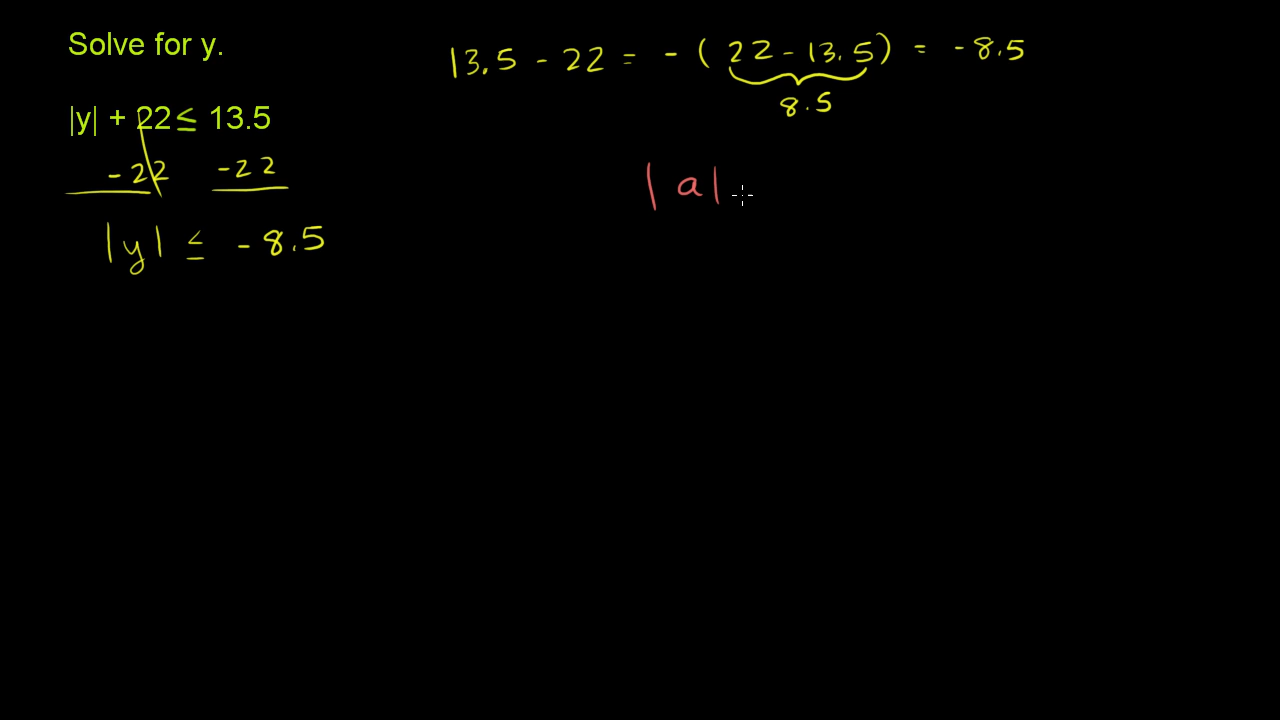 Solve for y.
13.5 - 22 = - ( 22 - 13.5 ) = - 8.5
8.5
|y| + 22 ≤ 13.5
- 22 - 22
| a |
|y| ≤ - 8.5